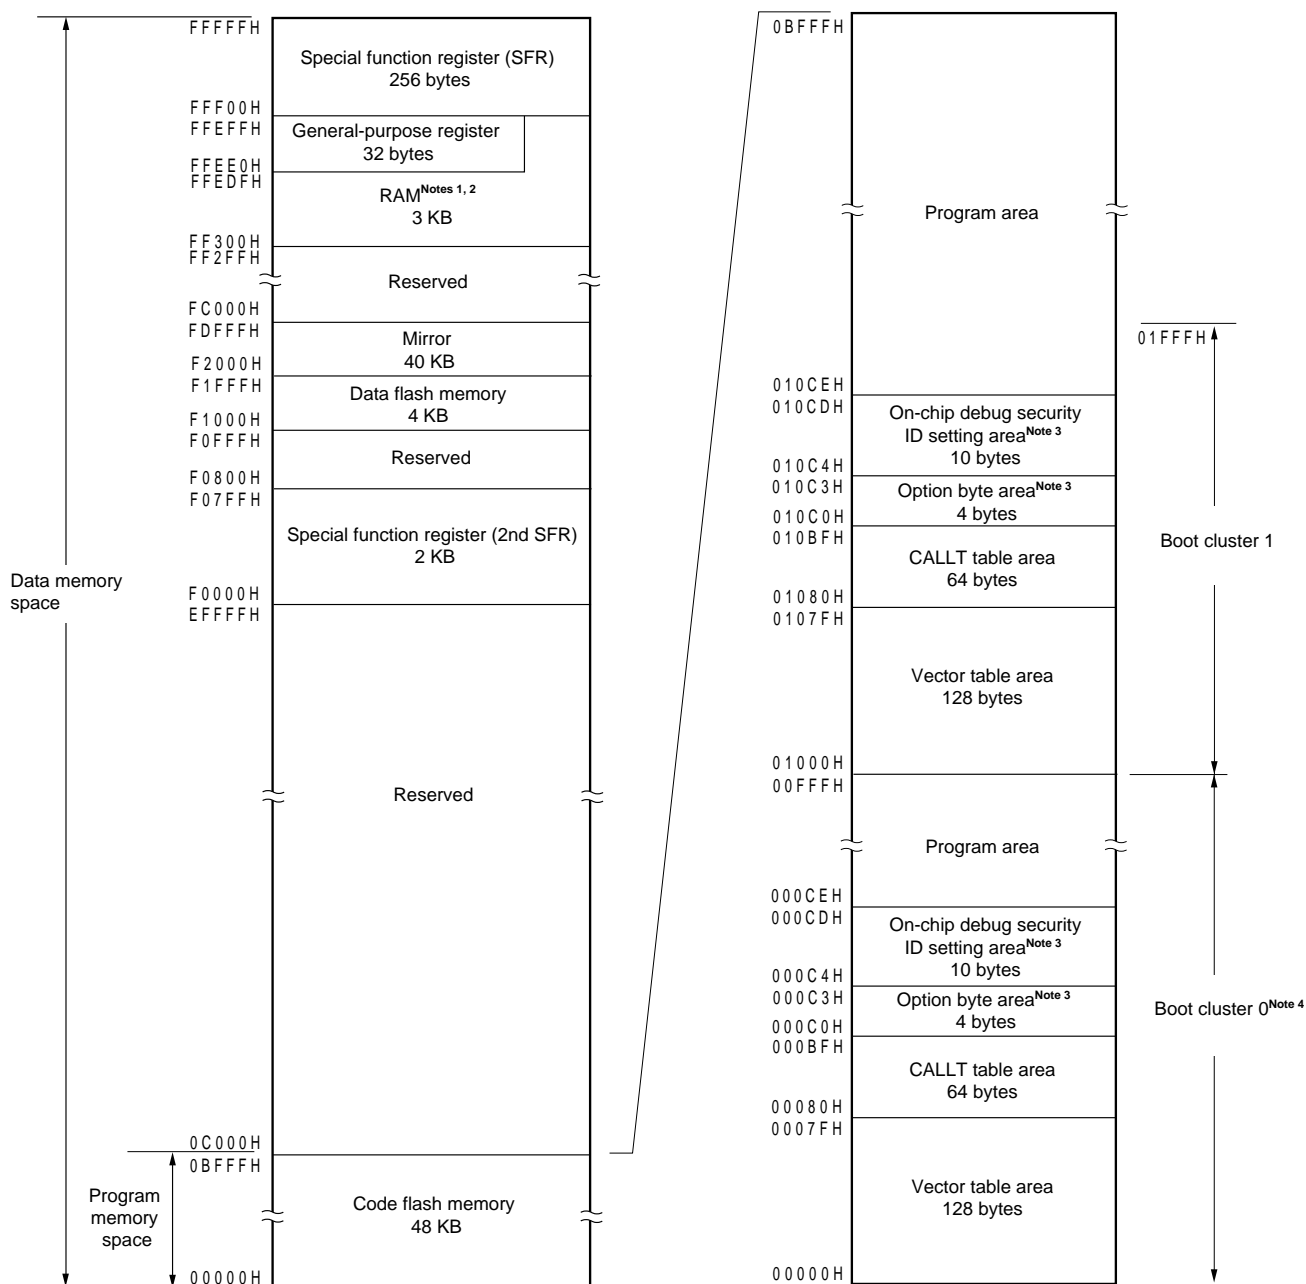 FFFFFH
Special function register (SFR)
256 bytes
FFF00H
FFEFFH
General-purpose register
32 bytes
FFEE0H
FFEDFH
RAMNotes 1, 2
3 KB
FF300H
FF2FFH
Reserved
FC000H
FDFFFH
Mirror
40 KB
F2000H
F1FFFH
Data flash memory
4 KB
F1000H
F0FFFH
Reserved
F0800H
F07FFH
Special function register (2nd SFR)
2 KB
F0000H
EFFFFH
Data memory
space
Reserved
0C000H
0BFFFH
Program
memory
space
Code flash memory
48 KB
00000H
0BFFFH
Program area
01FFFH
010CEH
010CDH
On-chip debug security
ID setting areaNote 3
10 bytes
010C4H
010C3H
Option byte areaNote 3
4 bytes
010C0H
010BFH
CALLT table area
64 bytes
Boot cluster 1
01080H
0107FH
Vector table area
128 bytes
01000H
00FFFH
Program area
000CEH
000CDH
On-chip debug security
ID setting areaNote 3
10 bytes
000C4H
000C3H
Option byte areaNote 3
4 bytes
Boot cluster 0Note 4
000C0H
000BFH
CALLT table area
64 bytes
00080H
0007FH
Vector table area
128 bytes
00000H